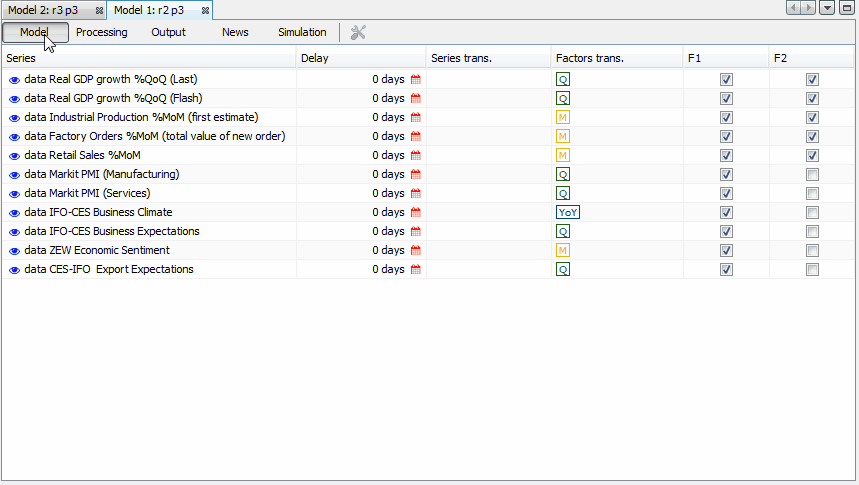 Model 2: r3 p3 Model 1: r2 p3
Model Processing Output News Simulation
Series Delay Series trans. Factors trans. F1 F2
data Real GDP growth %QoQ (Last) 0 days Q
data Real GDP growth %QoQ (Flash) 0 days Q
data Industrial Production %MoM (first estimate) 0 days M
data Factory Orders %MoM (total value of new order) 0 days M
data Retail Sales %MoM 0 days M
data Markit PMI (Manufacturing) 0 days Q
data Markit PMI (Services) 0 days Q
data IFO-CES Business Climate 0 days YoY
data IFO-CES Business Expectations 0 days Q
data ZEW Economic Sentiment 0 days M
data CES-IFO  Export Expectations 0 days Q